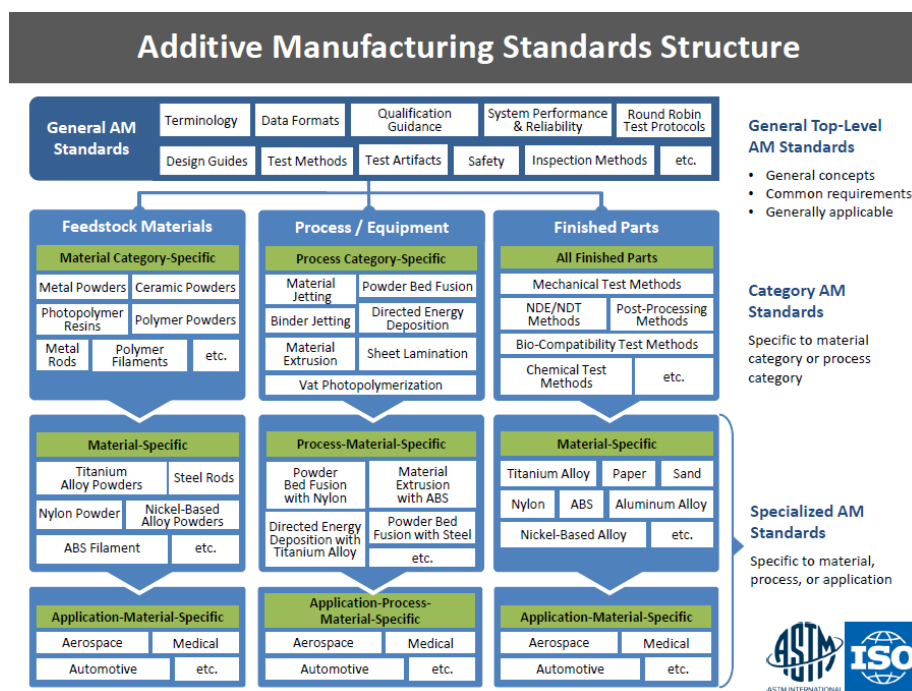 Additive Manufacturing Standards Structure
General AM
Standards
Terminology
Data Formats
Qualification
Guidance
System Performance
& Reliability
Round Robin
Test Protocols
Design Guides
Test Methods
Test Artifacts
Safety
Inspection Methods
etc.
General Top-Level
AM Standards
• General concepts
• Common requirements
• Generally applicable
Feedstock Materials
Material Category-Specific
Metal Powders
Ceramic Powders
Photopolymer
Resins
Polymer Powders
Metal
Rods
Polymer
Filaments
etc.
Process / Equipment
Process Category-Specific
Material
Jetting
Powder Bed Fusion
Binder Jetting
Directed Energy
Deposition
Material
Extrusion
Sheet Lamination
Vat Photopolymerization
Finished Parts
All Finished Parts
Mechanical Test Methods
NDE/NDT
Methods
Post-Processing
Methods
Bio-Compatibility Test Methods
Chemical Test
Methods
etc.
Category AM
Standards
Specific to material
category or process
category
Material-Specific
Titanium
Alloy Powders
Steel Rods
Nylon Powder
Nickel-Based
Alloy Powders
ABS Filament
etc.
Process-Material-Specific
Powder
Bed Fusion
with Nylon
Material
Extrusion
with ABS
Directed Energy
Deposition with
Titanium Alloy
Powder Bed
Fusion with Steel
etc.
Material-Specific
Titanium Alloy
Paper
Sand
Nylon
ABS
Aluminum Alloy
Nickel-Based Alloy
etc.
Specialized AM
Standards
Specific to material,
process, or application
Application-Material-Specific
Aerospace
Medical
Automotive
etc.
Application-Process-
Material-Specific
Aerospace
Medical
Automotive
etc.
Application-Material-Specific
Aerospace
Medical
Automotive
etc.
ASTM
ASTM INTERNATIONAL
ISO